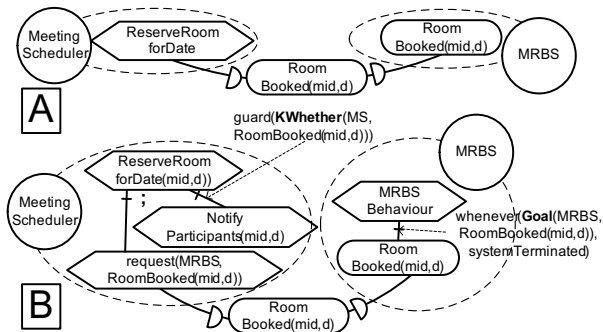 Meeting
Scheduler
ReserveRoom
forDate
Room
Booked(mid,d)
Room
Booked(mid,d)
MRBS
A
guard(KWhether(MS,
RoomBooked(mid,d)))
Meeting
Scheduler
ReserveRoom
forDate(mid,d))
;
Notify
Participants(mid,d)
request(MRBS,
RoomBooked(mid,d))
Room
Booked(mid,d)
MRBS
MRBS
Behaviour
Room
Booked(mid,d)
whenever(Goal(MRBS,
RoomBooked(mid,d)),
systemTerminated)
B